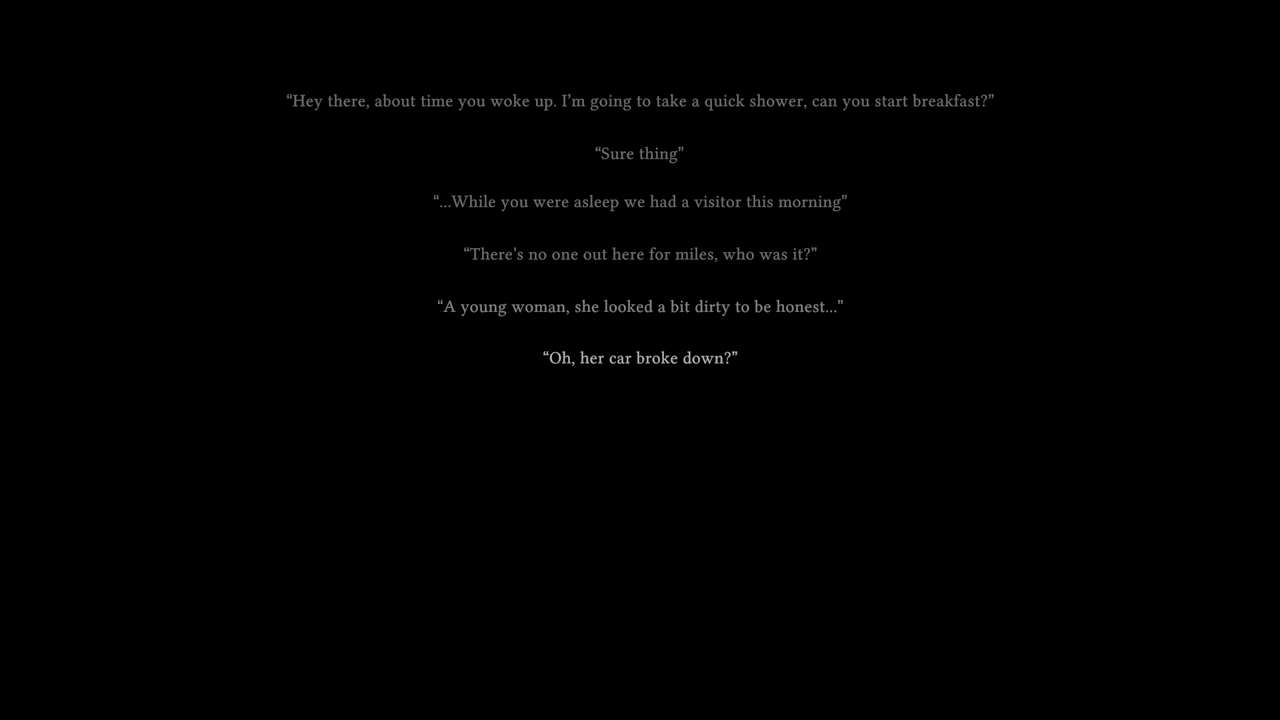 “Hey there, about time you woke up. I’m going to take a quick shower, can you start breakfast?”
“Sure thing”
“...While you were asleep we had a visitor this morning”
“There's no one out here for miles, who was it?”
“A young woman, she looked a bit dirty to be honest...”
“Oh, her car broke down?”